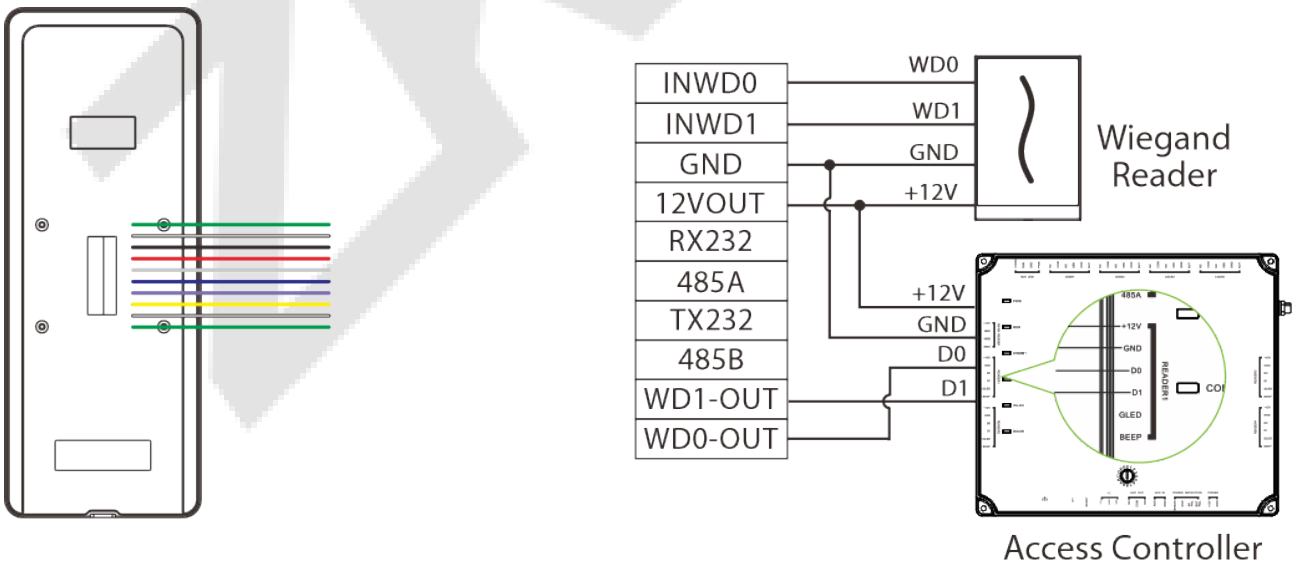 INWD0
INWD1
GND
12VOUT
RX232
485A
TX232
485B
WD1-OUT
WD0-OUT
WD0
WD1
GND
+12V
Wiegand
Reader
+12V
GND
D0
D1
485A
+12V
GND
D0
D1
GLED
BEEP
READER1
CON
Access Controller